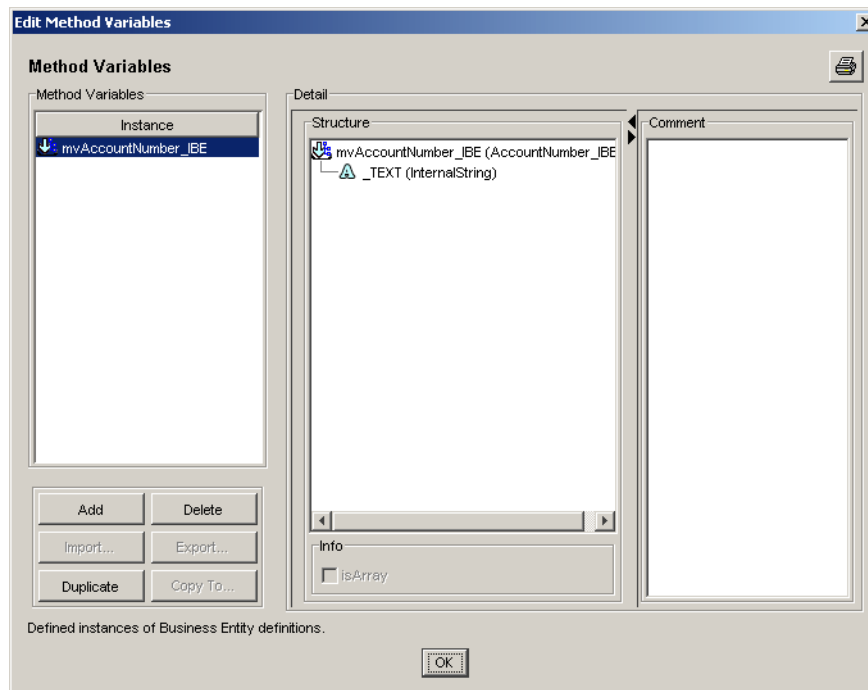 Edit Method Variables
Method Variables
Method Variables
Instance
mvAccountNumber_IBE
Add
Delete
Import...
Export...
Duplicate
Copy To...
Detail
Structure
mvAccountNumber_IBE (AccountNumber_IBE
_TEXT (InternalString)
Info
isArray
Comment
Defined instances of Business Entity definitions.
OK